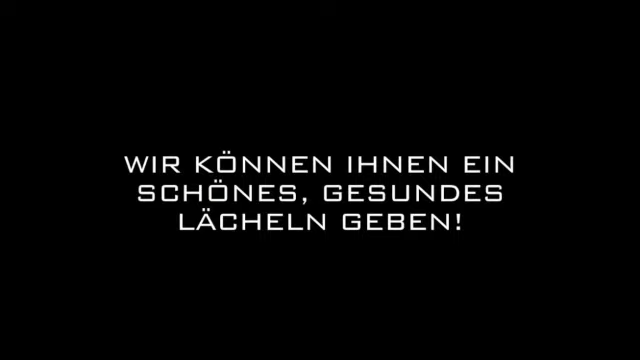 WIR KÖNNEN IHNEN EIN
SCHÖNES, GESUNDES
LÄCHELN GEBEN!